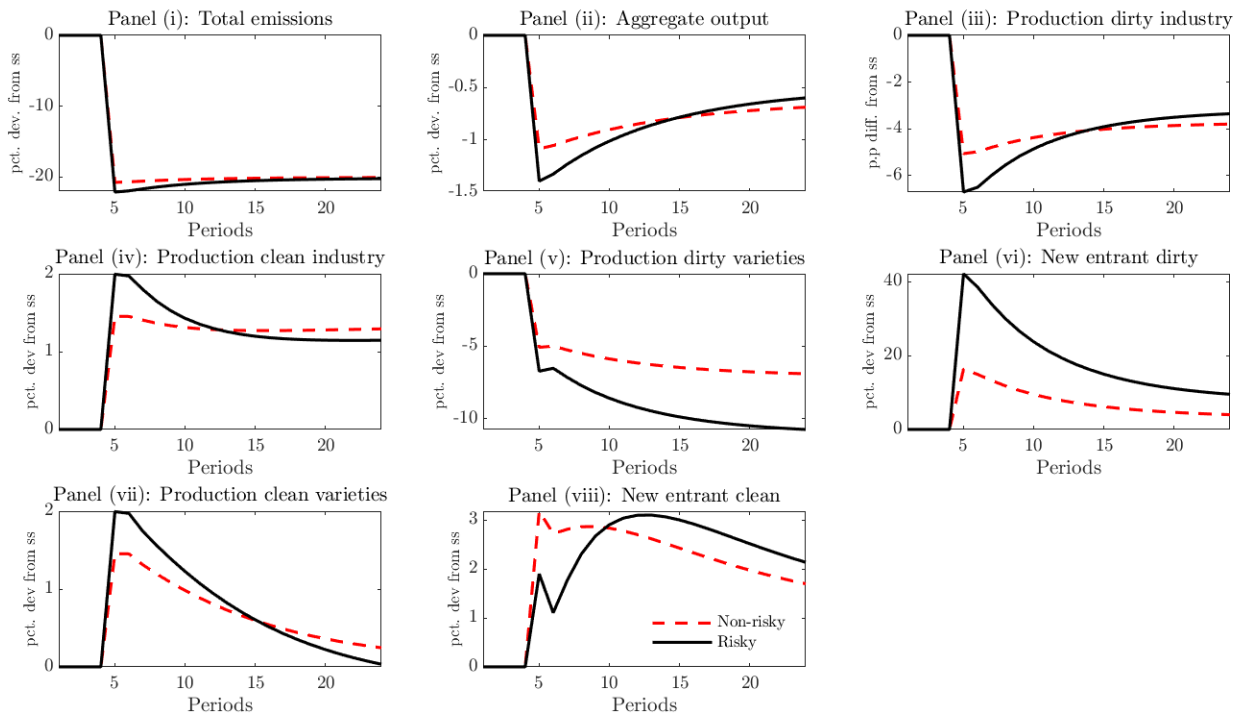 Panel (i): Total emissions
pct. dev. from ss
0
-10
-20
5 10 15 20
Periods
Panel (ii): Aggregate output
pct. dev. from ss
0
-0.5
-1
-1.5
5 10 15 20
Periods
Panel (iii): Production dirty industry
p.p diff. from ss
0
-2
-4
-6
5 10 15 20
Periods
Panel (iv): Production clean industry
pct. dev from ss
2
1
0
5 10 15 20
Periods
Panel (v): Production dirty varieties
pct. dev from ss
0
-5
-10
5 10 15 20
Periods
Panel (vi): New entrant dirty
pct. dev from ss
40
20
0
5 10 15 20
Periods
Panel (vii): Production clean varieties
pct. dev from ss
2
1
0
5 10 15 20
Periods
Panel (viii): New entrant clean
pct. dev from ss
3
2
1
0
5 10 15 20
Periods
Non-risky
Risky